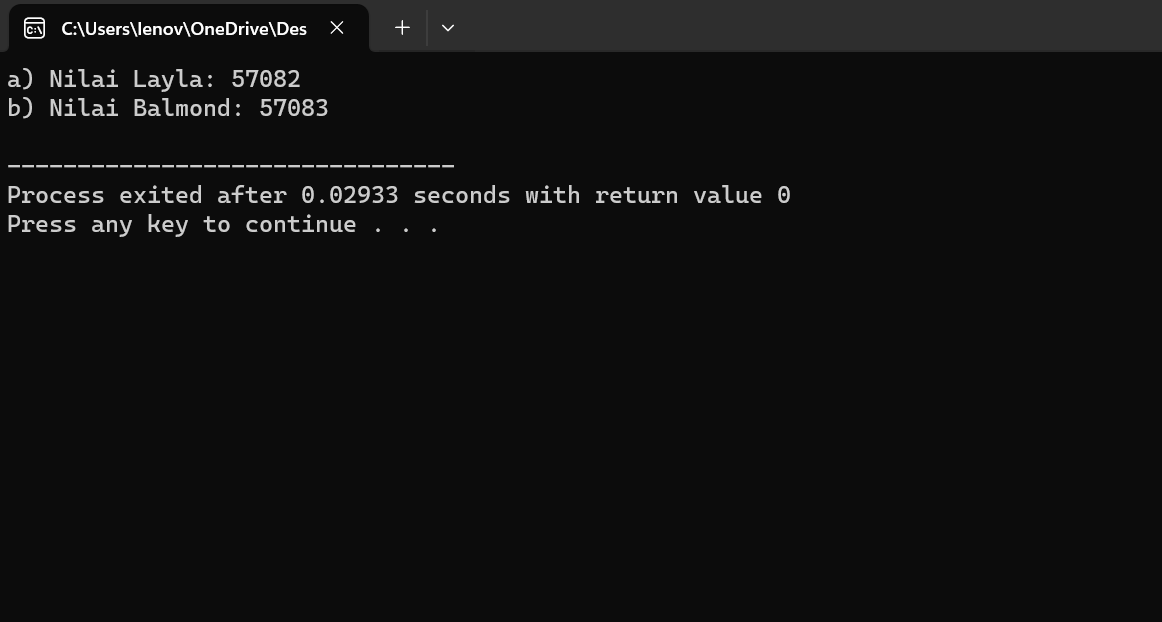 C:\Users\lenov\OneDrive\Des
a) Nilai Layla: 57082
b) Nilai Balmond: 57083
--------------------------------
Process exited after 0.02933 seconds with return value 0
Press any key to continue . . .